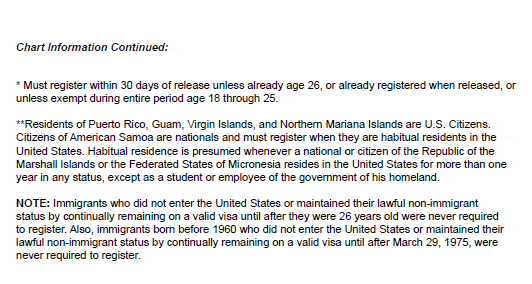 Chart Information Continued:
* Must register within 30 days of release unless already age 26, or already registered when released, or
unless exempt during entire period age 18 through 25.
**Residents of Puerto Rico, Guam, Virgin Islands, and Northern Mariana Islands are U.S. Citizens.
Citizens of American Samoa are nationals and must register when they are habitual residents in the
United States. Habitual residence is presumed whenever a national or citizen of the Republic of the
Marshall Islands or the Federated States of Micronesia resides in the United States for more than one
year in any status, except as a student or employee of the government of his homeland.
NOTE: Immigrants who did not enter the United States or maintained their lawful non-immigrant
status by continually remaining on a valid visa until after they were 26 years old were never required
to register. Also, immigrants born before 1960 who did not enter the United States or maintained their
lawful non-immigrant status by continually remaining on a valid visa until after March 29, 1975, were
never required to register.